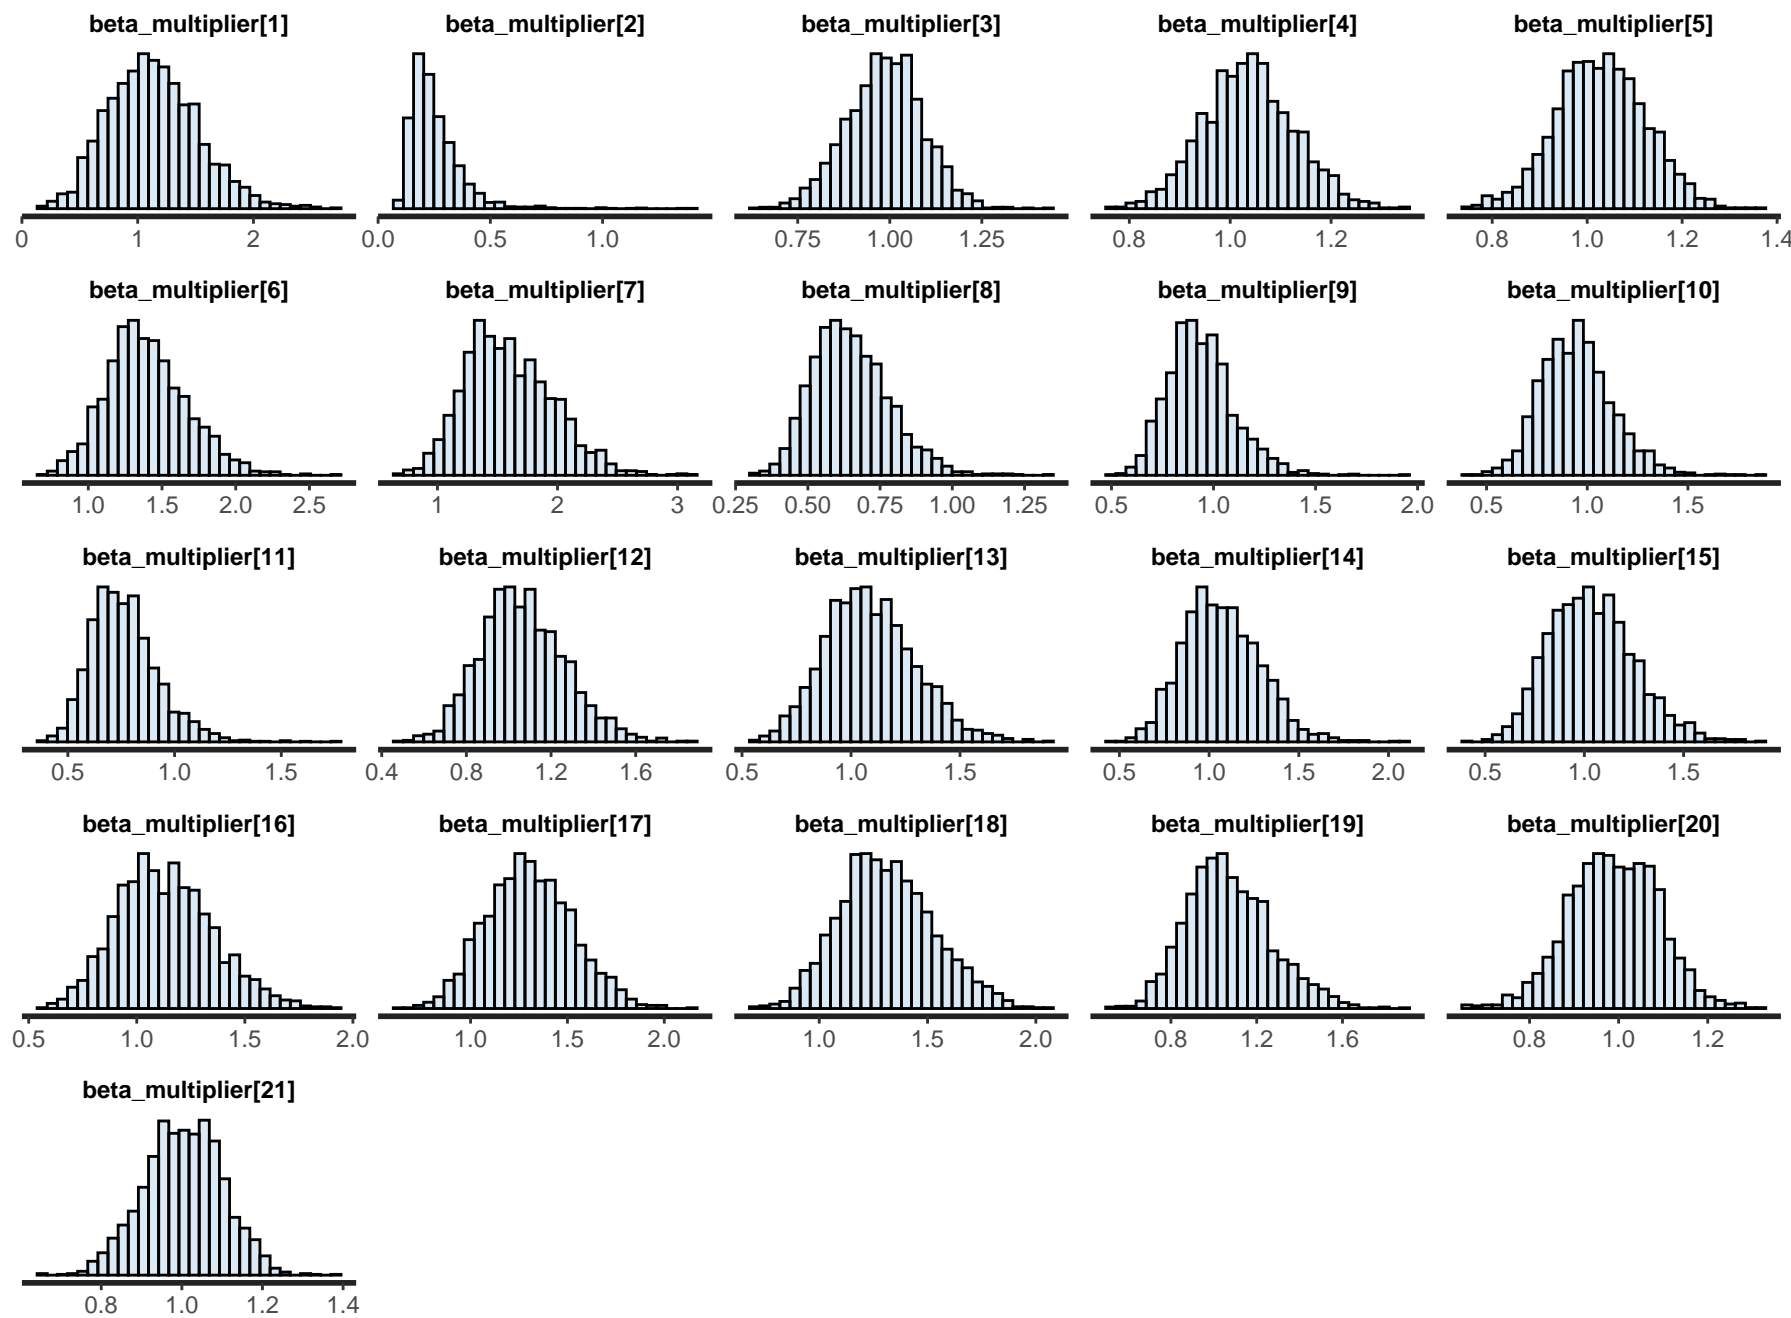 beta_multiplier[1] beta_multiplier[2] beta_multiplier[3] beta_multiplier[4] beta_multiplier[5]
0 1 2 0.0 0.5 1.0 0.75 1.00 1.25 0.8 1.0 1.2 0.8 1.0 1.2 1.4
beta_multiplier[6] beta_multiplier[7] beta_multiplier[8] beta_multiplier[9] beta_multiplier[10]
1.0 1.5 2.0 2.5 1 2 3 0.25 0.50 0.75 1.00 1.25 0.5 1.0 1.5 2.0 0.5 1.0 1.5
beta_multiplier[11] beta_multiplier[12] beta_multiplier[13] beta_multiplier[14] beta_multiplier[15]
0.5 1.0 1.5 0.4 0.8 1.2 1.6 0.5 1.0 1.5 0.5 1.0 1.5 2.0 0.5 1.0 1.5
beta_multiplier[16] beta_multiplier[17] beta_multiplier[18] beta_multiplier[19] beta_multiplier[20]
0.5 1.0 1.5 2.0 1.0 1.5 2.0 1.0 1.5 2.0 0.8 1.2 1.6 0.8 1.0 1.2
beta_multiplier[21]
0.8 1.0 1.2 1.4